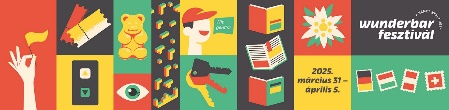 wunderbar
fesztivál
2025.
március 31 –
április 5.